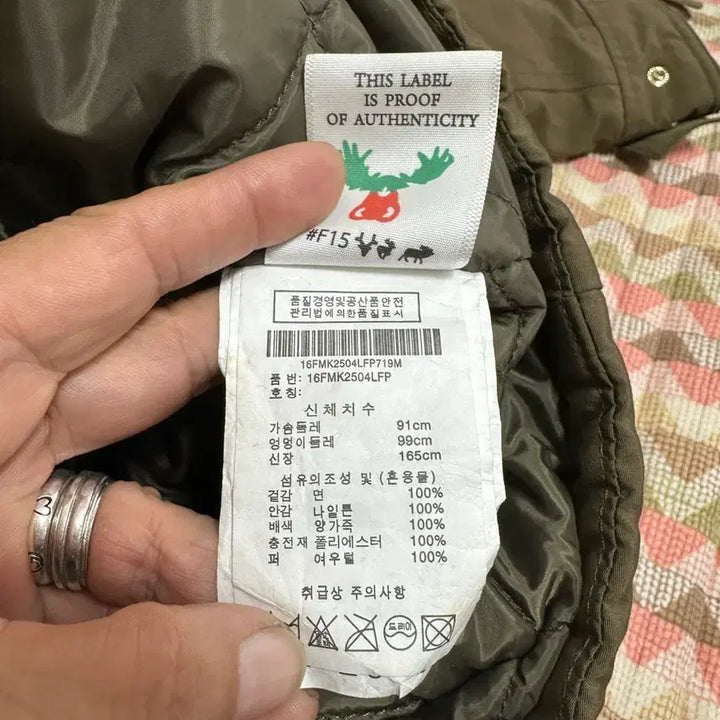 THIS LABEL
IS PROOF
OF AUTHENTICITY
#F15
품질경영및공산품안전
관리법에의한품질표시
16FMK2504LFP719M
품 번: 16FMK2504LFP
호칭:
신체치수
가슴둘레 91cm
엉덩이둘레 99cm
신장 165cm
섬유의조성 및 (혼용률)
겉감 면 100%
안감 나일론 100%
배색 양가죽 100%
충전재 폴리에스터 100%
퍼 여우털 100%
취급상 주의사항
드라이